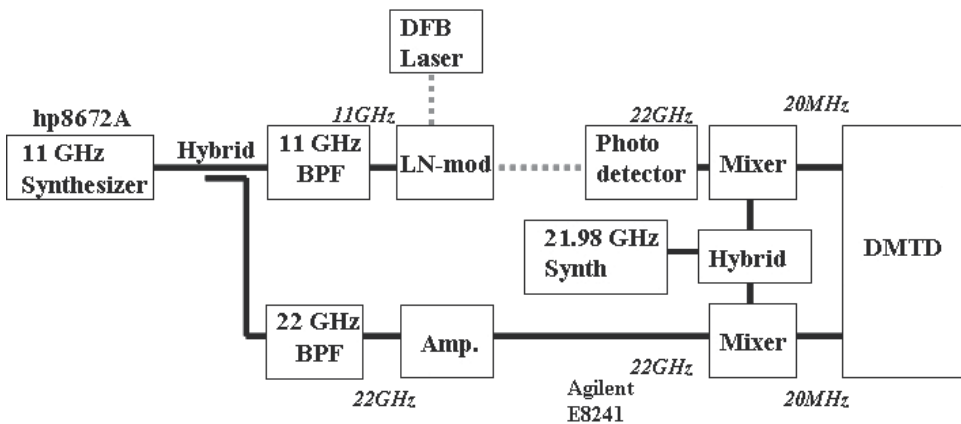 DFB
Laser
hp8672A
11GHz
22GHz
20MHz
11 GHz
Synthesizer
Hybrid
11 GHz
BPF
LN-mod
Photo
detector
Mixer
21.98 GHz
Synth
Hybrid
DMTD
22 GHz
BPF
Amp.
Mixer
22GHz
22GHz
Agilent
E8241
20MHz